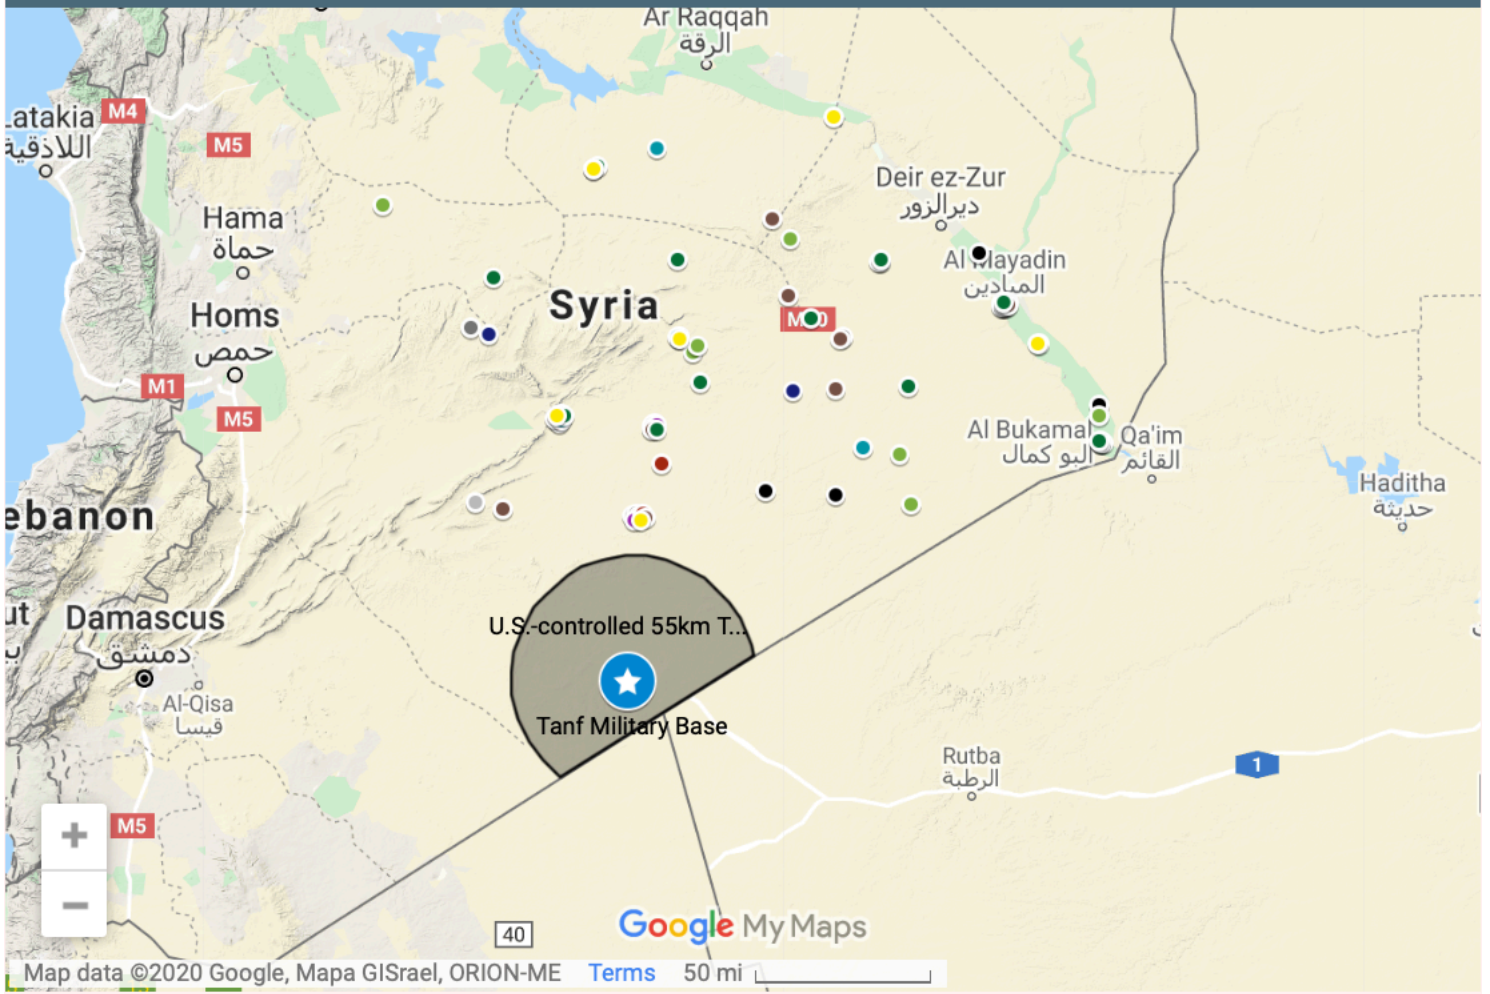 Ar Raqqah
الرقة
Latakia
اللاذقية
M4
M5
Deir ez-Zur
ديرالزور
Hama
حماة
Al Mayadin
الميادين
Syria
Homs
حمص
M1
M5
Al Bukamal
البو كمال
Qa'im
القائم
Haditha
حديثة
ebanon
U.S.-controlled 55km T...
ut
Damascus
دمشق
Al-Qisa
قيسا
Tanf Military Base
Rutba
الرطبة
1
M5
+
−
40
Google My Maps
Map data ©2020 Google, Mapa GISrael, ORION-ME Terms 50 mi